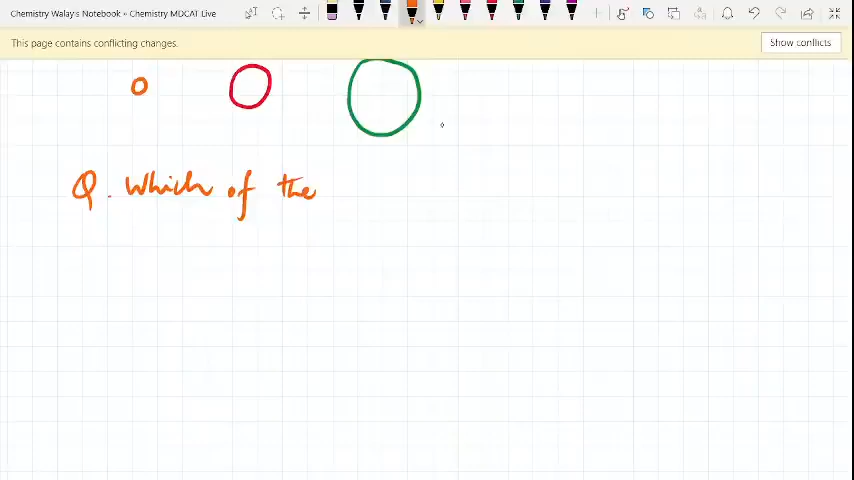 Chemistry Walay's Notebook » Chemistry MDCAT Live
This page contains conflicting changes.
Show conflicts
Q. Which of the